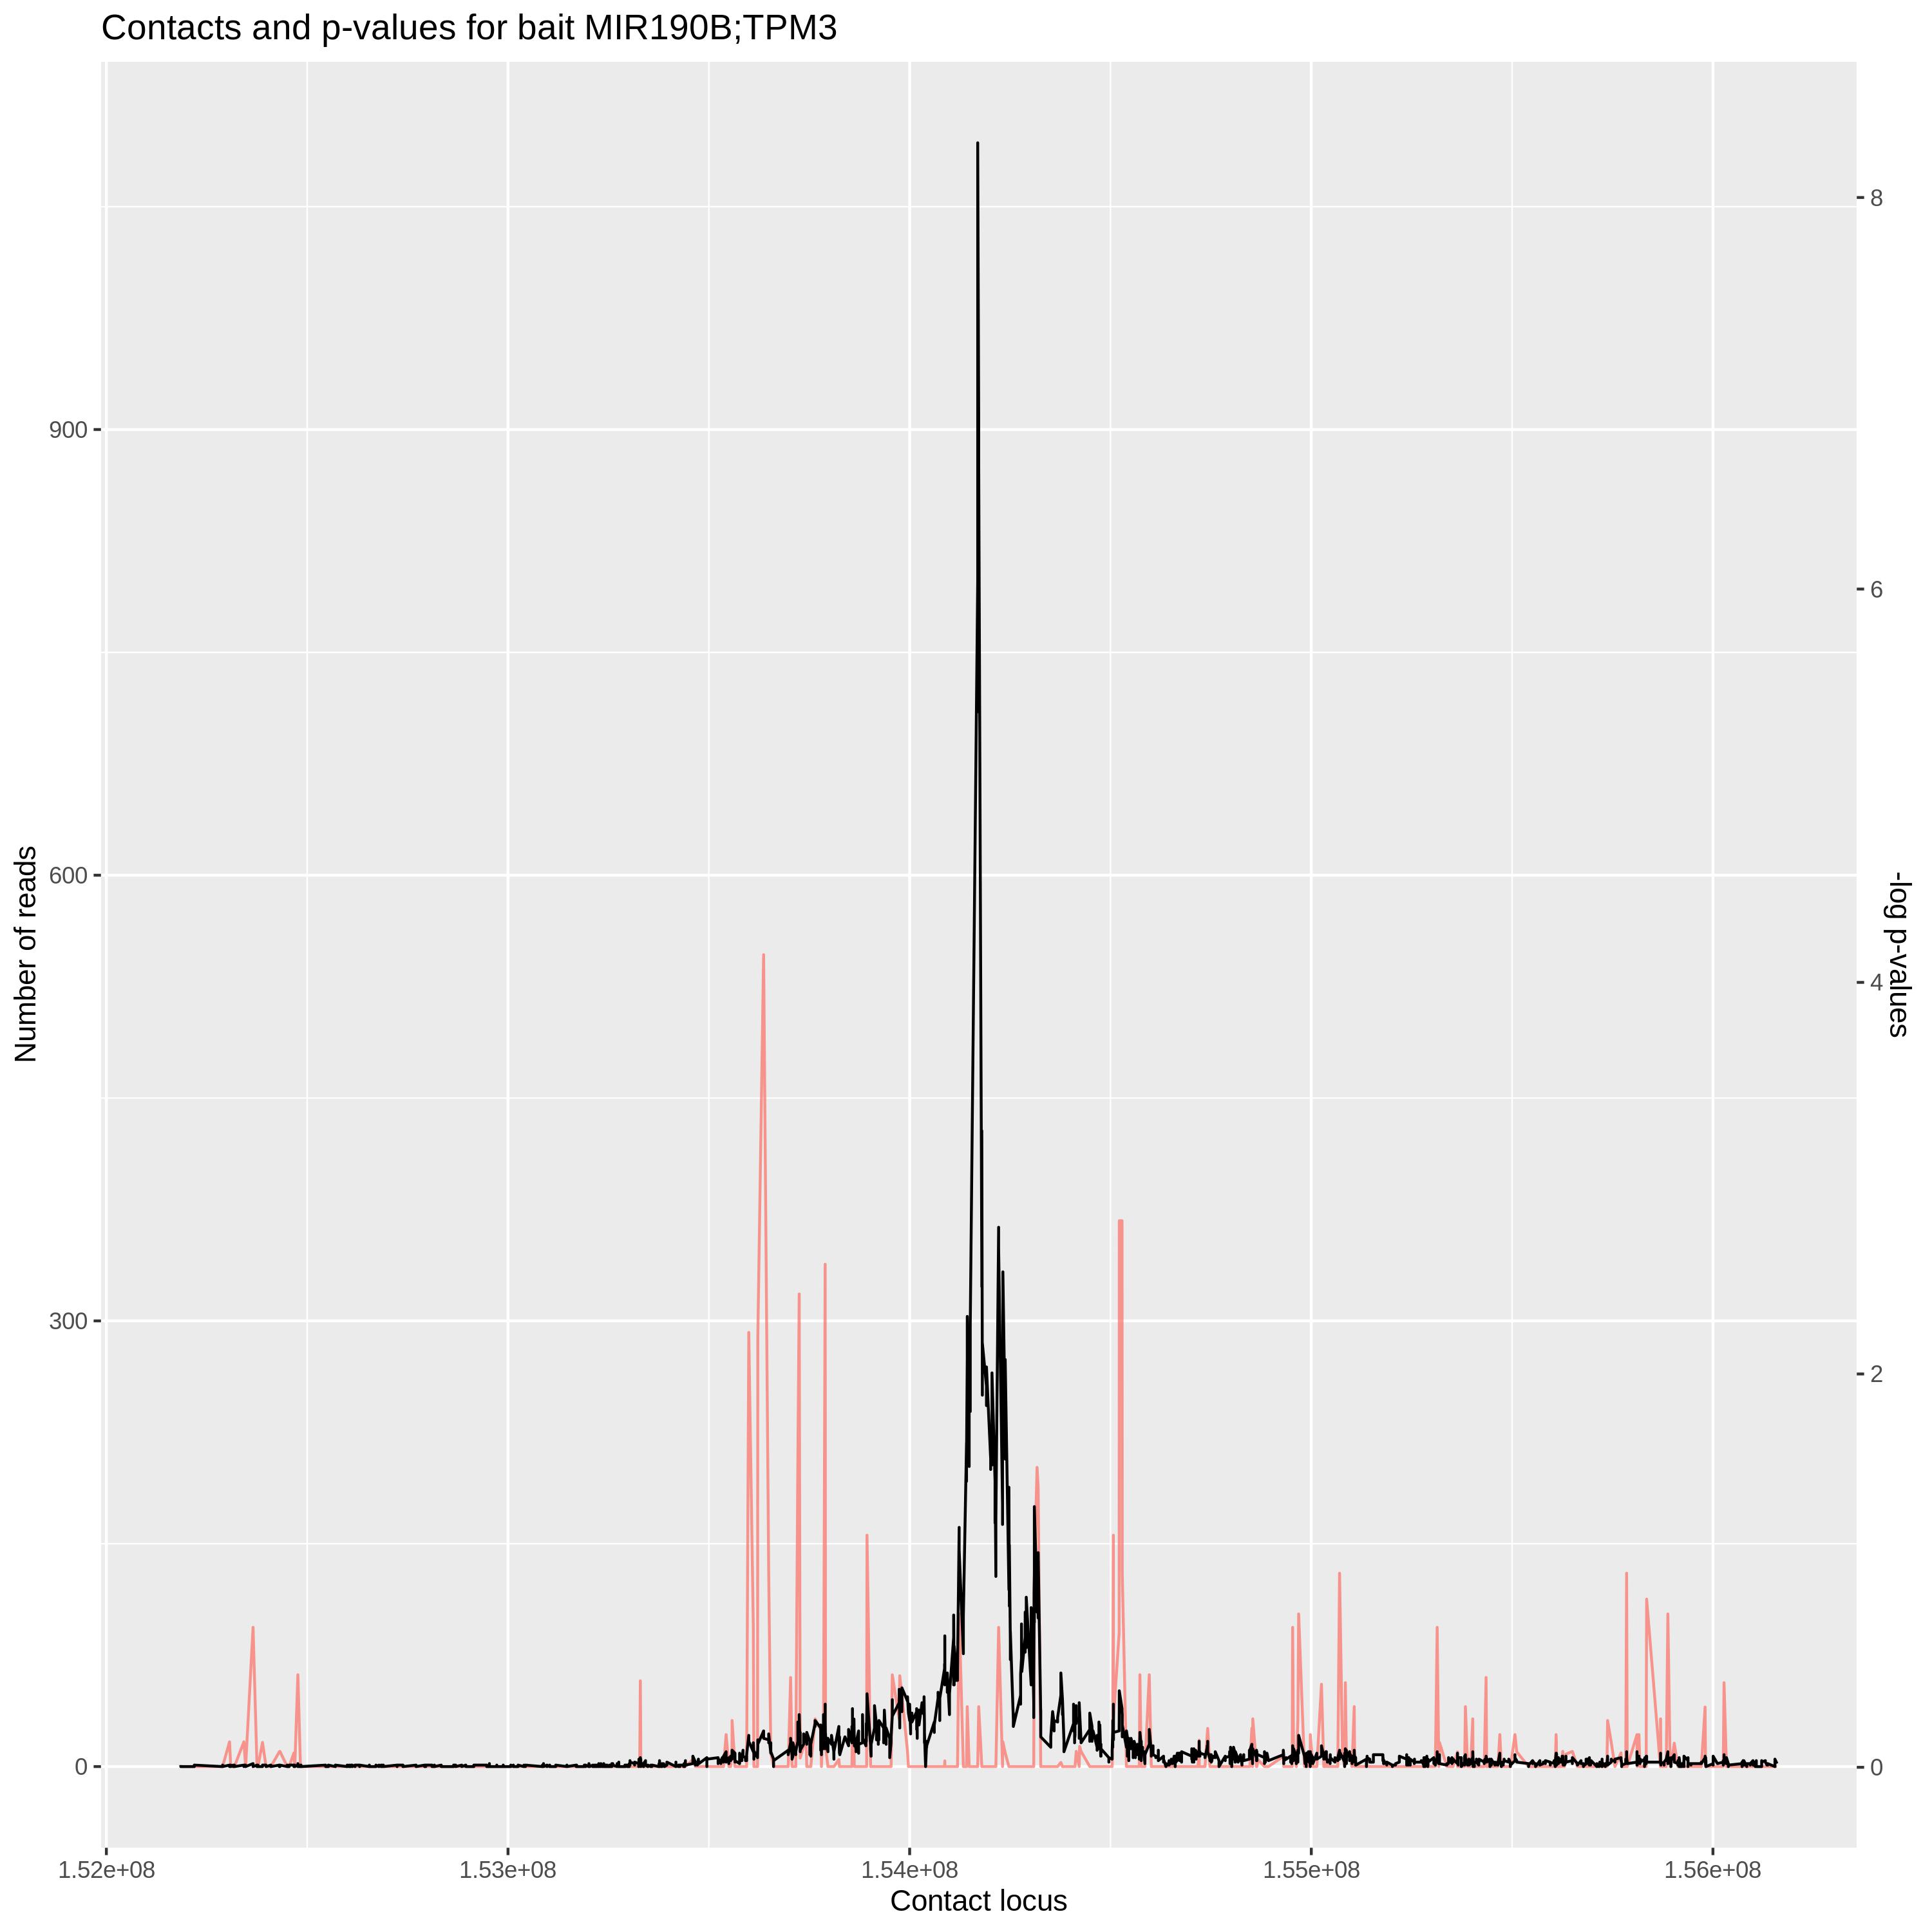 Contacts and p-values for bait MIR190B;TPM3
900
600
300
0
Number of reads
8
6
4
2
0
-log p-values
1.52e+08
1.53e+08
1.54e+08
1.55e+08
1.56e+08
Contact locus